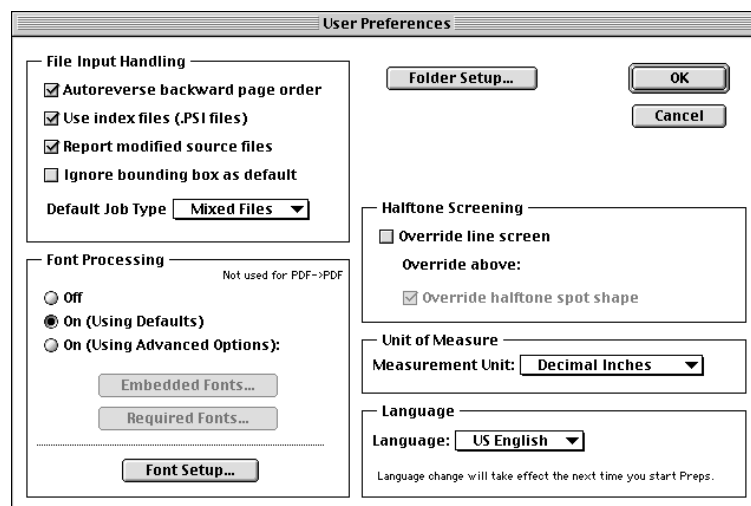 User Preferences
File Input Handling
Autoreverse backward page order
Use index files (.PSI files)
Report modified source files
Ignore bounding box as default
Default Job Type Mixed Files
Font Processing
Not used for PDF->PDF
Off
On (Using Defaults)
On (Using Advanced Options):
Embedded Fonts...
Required Fonts...
Font Setup...
Folder Setup...
OK
Cancel
Halftone Screening
Override line screen
Override above:
Override halftone spot shape
Unit of Measure
Measurement Unit: Decimal Inches
Language
Language: US English
Language change will take effect the next time you start Preps.